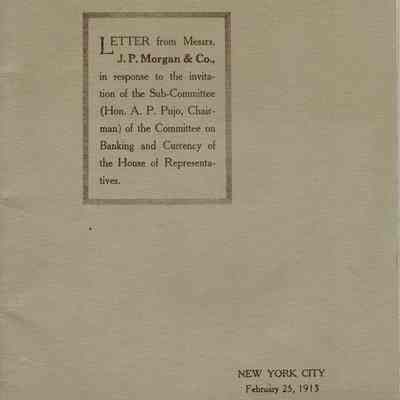 LETTER from Messrs.
J. P. Morgan & Co.,
in response to the invita-
tion of the Sub-Committee
(Hon. A. P. Pujo, Chair-
man) of the Committee on
Banking and Currency of
the House of Representa-
tives.
NEW YORK CITY
February 25, 1913